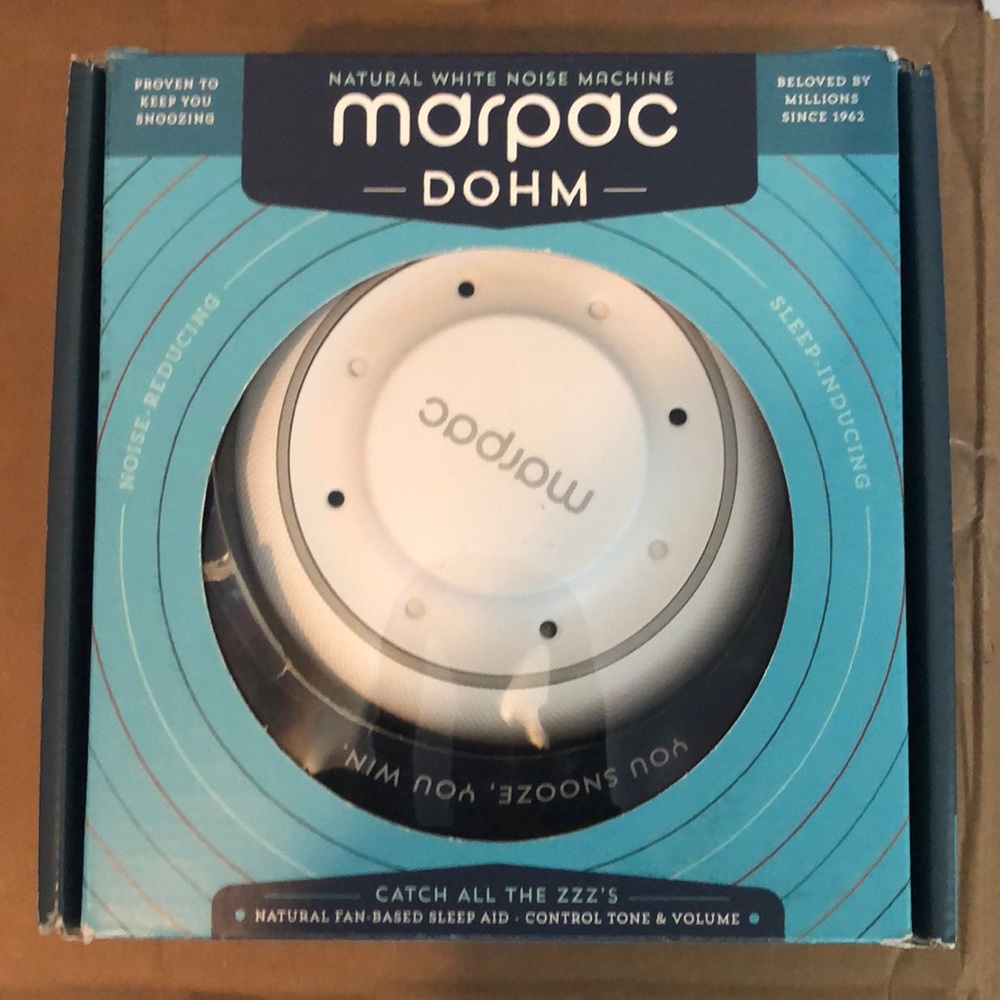 PROVEN TO
KEEP YOU
SNOOZING
NATURAL WHITE NOISE MACHINE
marpac
DOHM
BELOVED BY
MILLIONS
SINCE 1962
NOISE-REDUCING
SLEEP-INDUCING
marpac
YOU SNOOZE, YOU WIN.
CATCH ALL THE ZZZ'S
NATURAL FAN-BASED SLEEP AID · CONTROL TONE & VOLUME